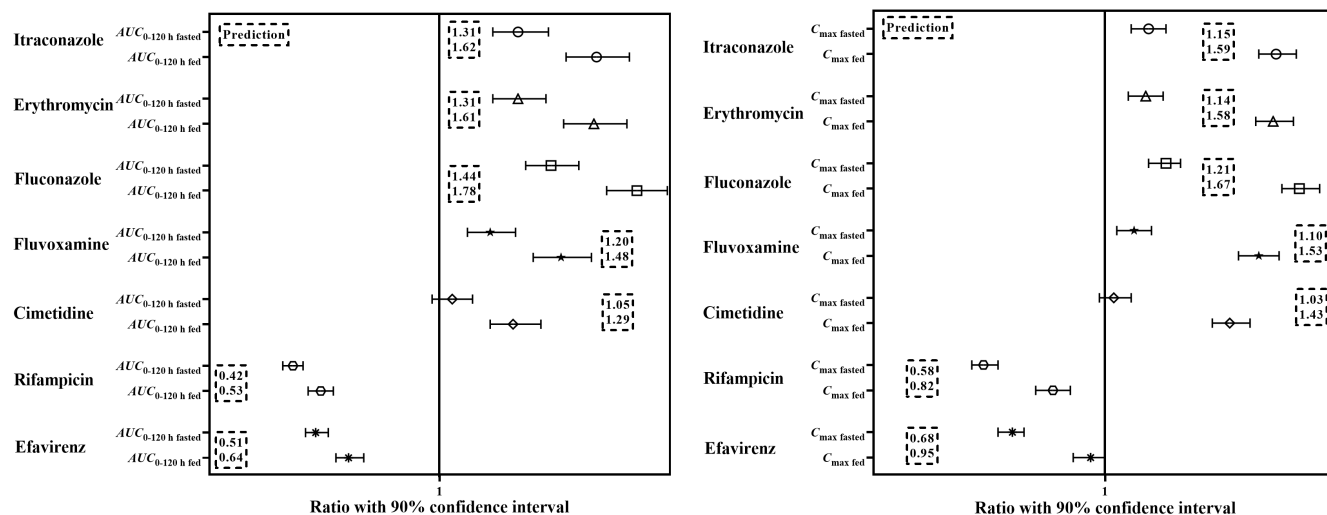 Prediction
Itraconazole
AUC0-120 h fasted
1.31
AUC0-120 h fed
1.62
Erythromycin
AUC0-120 h fasted
1.31
AUC0-120 h fed
1.61
Fluconazole
AUC0-120 h fasted
1.44
AUC0-120 h fed
1.78
Fluvoxamine
AUC0-120 h fasted
1.20
AUC0-120 h fed
1.48
Cimetidine
AUC0-120 h fasted
1.05
AUC0-120 h fed
1.29
Rifampicin
AUC0-120 h fasted
0.42
AUC0-120 h fed
0.53
Efavirenz
AUC0-120 h fasted
0.51
AUC0-120 h fed
0.64
1
Ratio with 90% confidence interval
Prediction
Itraconazole
Cmax fasted
1.15
Cmax fed
1.59
Erythromycin
Cmax fasted
1.14
Cmax fed
1.58
Fluconazole
Cmax fasted
1.21
Cmax fed
1.67
Fluvoxamine
Cmax fasted
1.10
Cmax fed
1.53
Cimetidine
Cmax fasted
1.03
Cmax fed
1.43
Rifampicin
Cmax fasted
0.58
Cmax fed
0.82
Efavirenz
Cmax fasted
0.68
Cmax fed
0.95
1
Ratio with 90% confidence interval